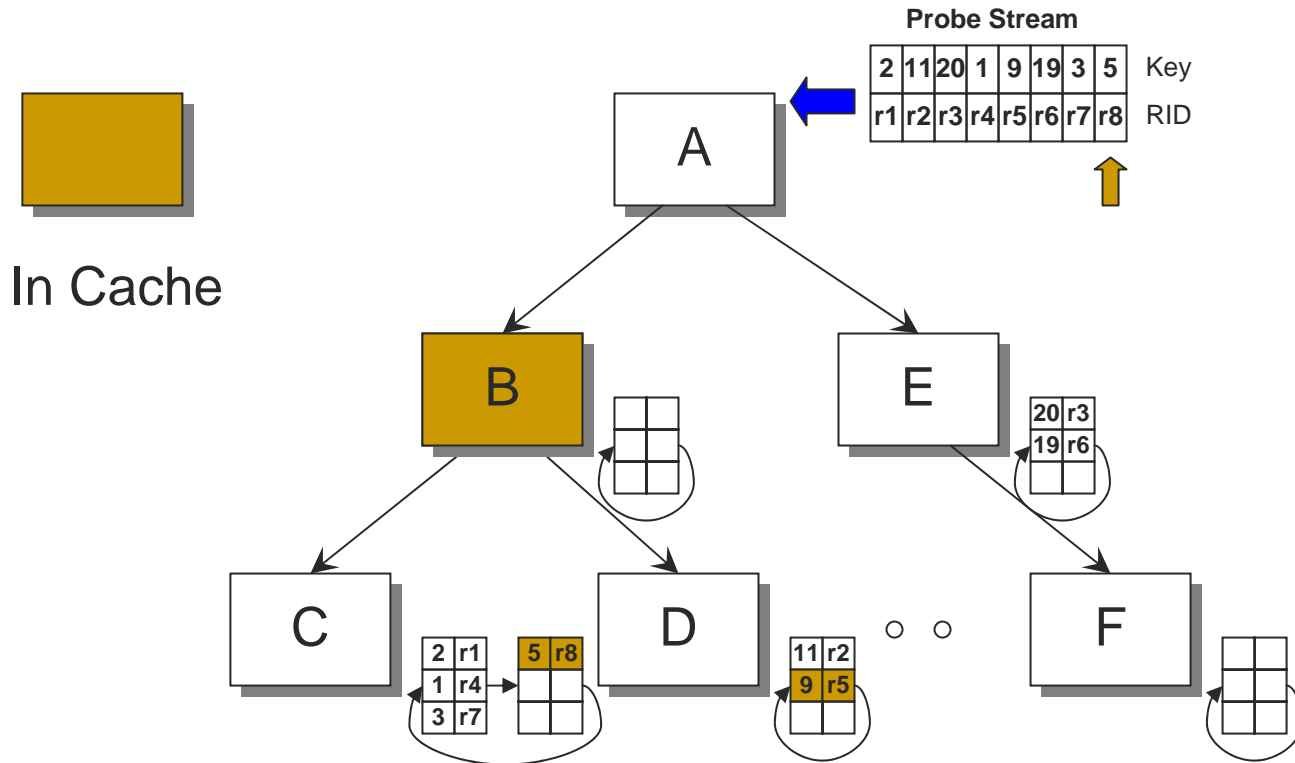 Probe Stream
2 11 20 1 9 19 3 5 Key
r1 r2 r3 r4 r5 r6 r7 r8 RID
A
In Cache
B
E
20 r3
19 r6
C
D
F
2 r1
1 r4
3 r7
5 r8
11 r2
9 r5